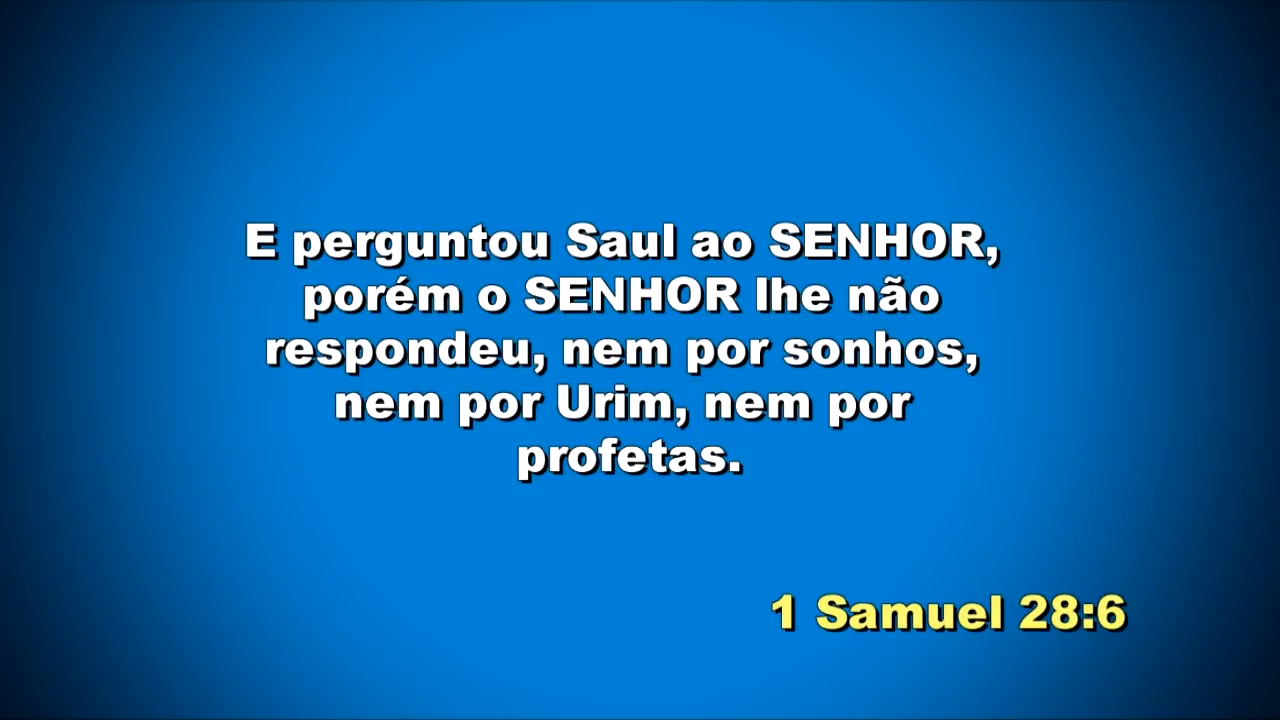 E perguntou Saul ao SENHOR,
porém o SENHOR lhe não
respondeu, nem por sonhos,
nem por Urim, nem por
profetas.
1 Samuel 28:6